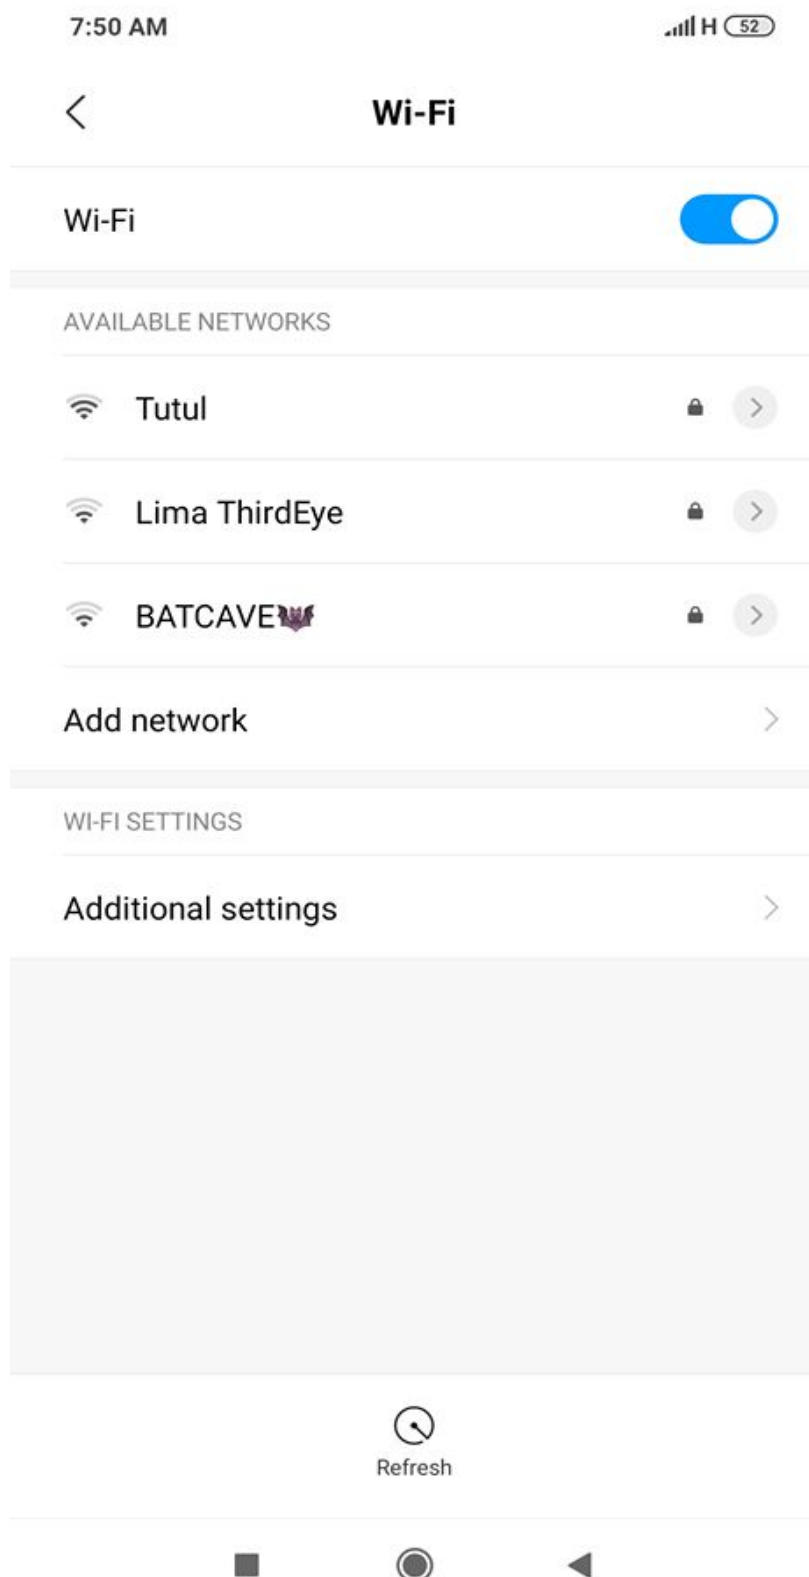 7:50 AM H 52
Wi-Fi
Wi-Fi
AVAILABLE NETWORKS
Tutul
Lima ThirdEye
BATCAVE🦇
Add network
WI-FI SETTINGS
Additional settings
Refresh